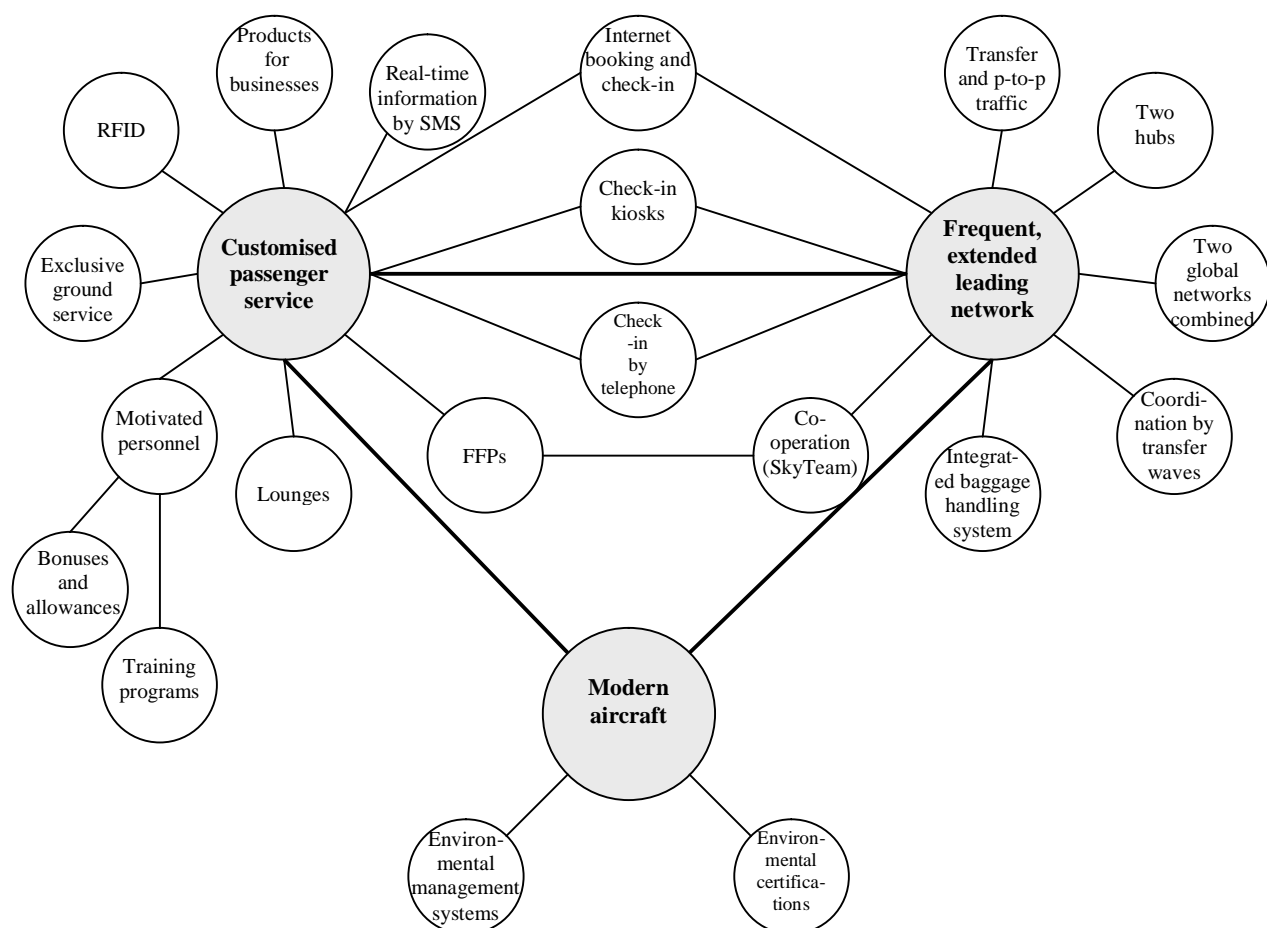 Products
for
businesses
Real-time
information
by SMS
Internet
booking and
check-in
Transfer
and p-to-p
traffic
RFID
Two
hubs
Check-in
kiosks
Customised
passenger
service
Frequent,
extended
leading
network
Exclusive
ground
service
Two
global
networks
combined
Check
-in
by
telephone
Motivated
personnel
Lounges
FFPs
Co-
operation
(SkyTeam)
Integrat-
ed baggage
handling
system
Coordi-
nation by
transfer
waves
Bonuses
and
allowances
Training
programs
Modern
aircraft
Environ-
mental
management
systems
Environ-
mental
certifica-
tions